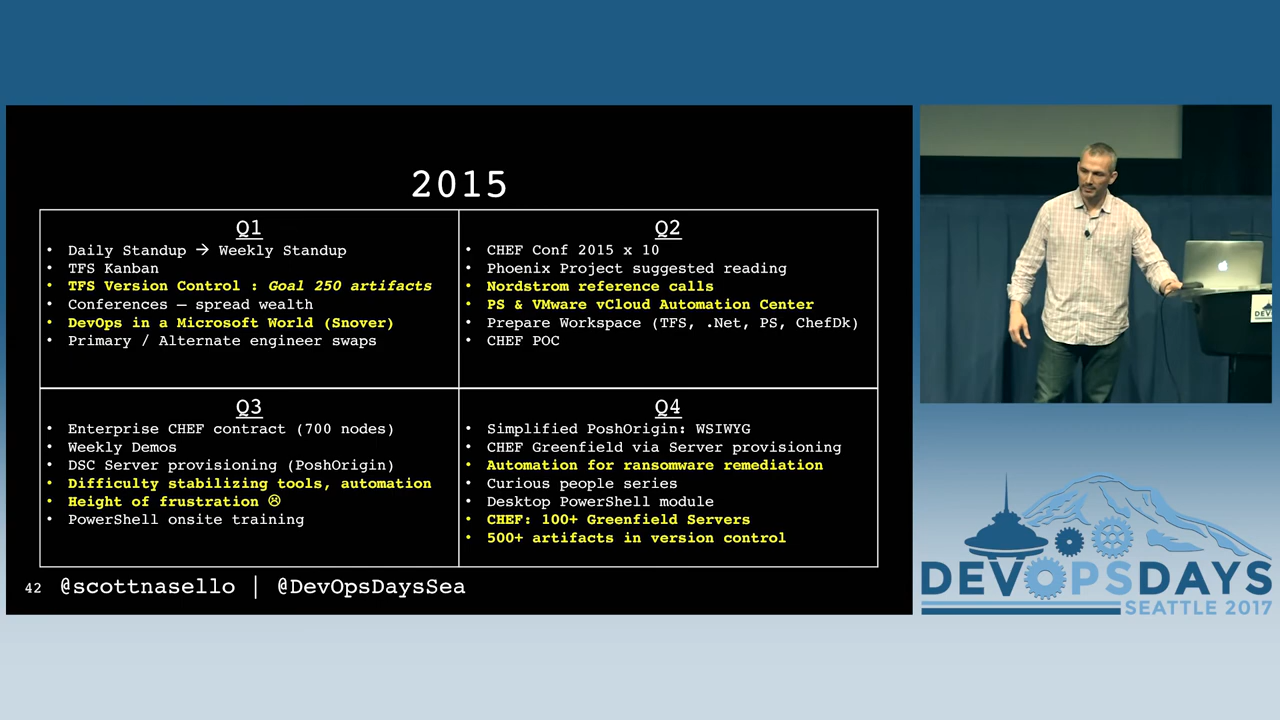 2015
Q1
• Daily Standup → Weekly Standup
• TFS Kanban
• TFS Version Control : Goal 250 artifacts
• Conferences – spread wealth
• DevOps in a Microsoft World (Snover)
• Primary / Alternate engineer swaps
Q2
• CHEF Conf 2015 x 10
• Phoenix Project suggested reading
• Nordstrom reference calls
• PS & VMware vCloud Automation Center
• Prepare Workspace (TFS, .Net, PS, ChefDk)
• CHEF POC
Q3
• Enterprise CHEF contract (700 nodes)
• Weekly Demos
• DSC Server provisioning (PoshOrigin)
• Difficulty stabilizing tools, automation
• Height of frustration ☹
• PowerShell onsite training
Q4
• Simplified PoshOrigin: WSIWYG
• CHEF Greenfield via Server provisioning
• Automation for ransomware remediation
• Curious people series
• Desktop PowerShell module
• CHEF: 100+ Greenfield Servers
• 500+ artifacts in version control
42 @scottnasello | @DevOpsDaysSea
DEVOPSDAYS
SEATTLE 2017